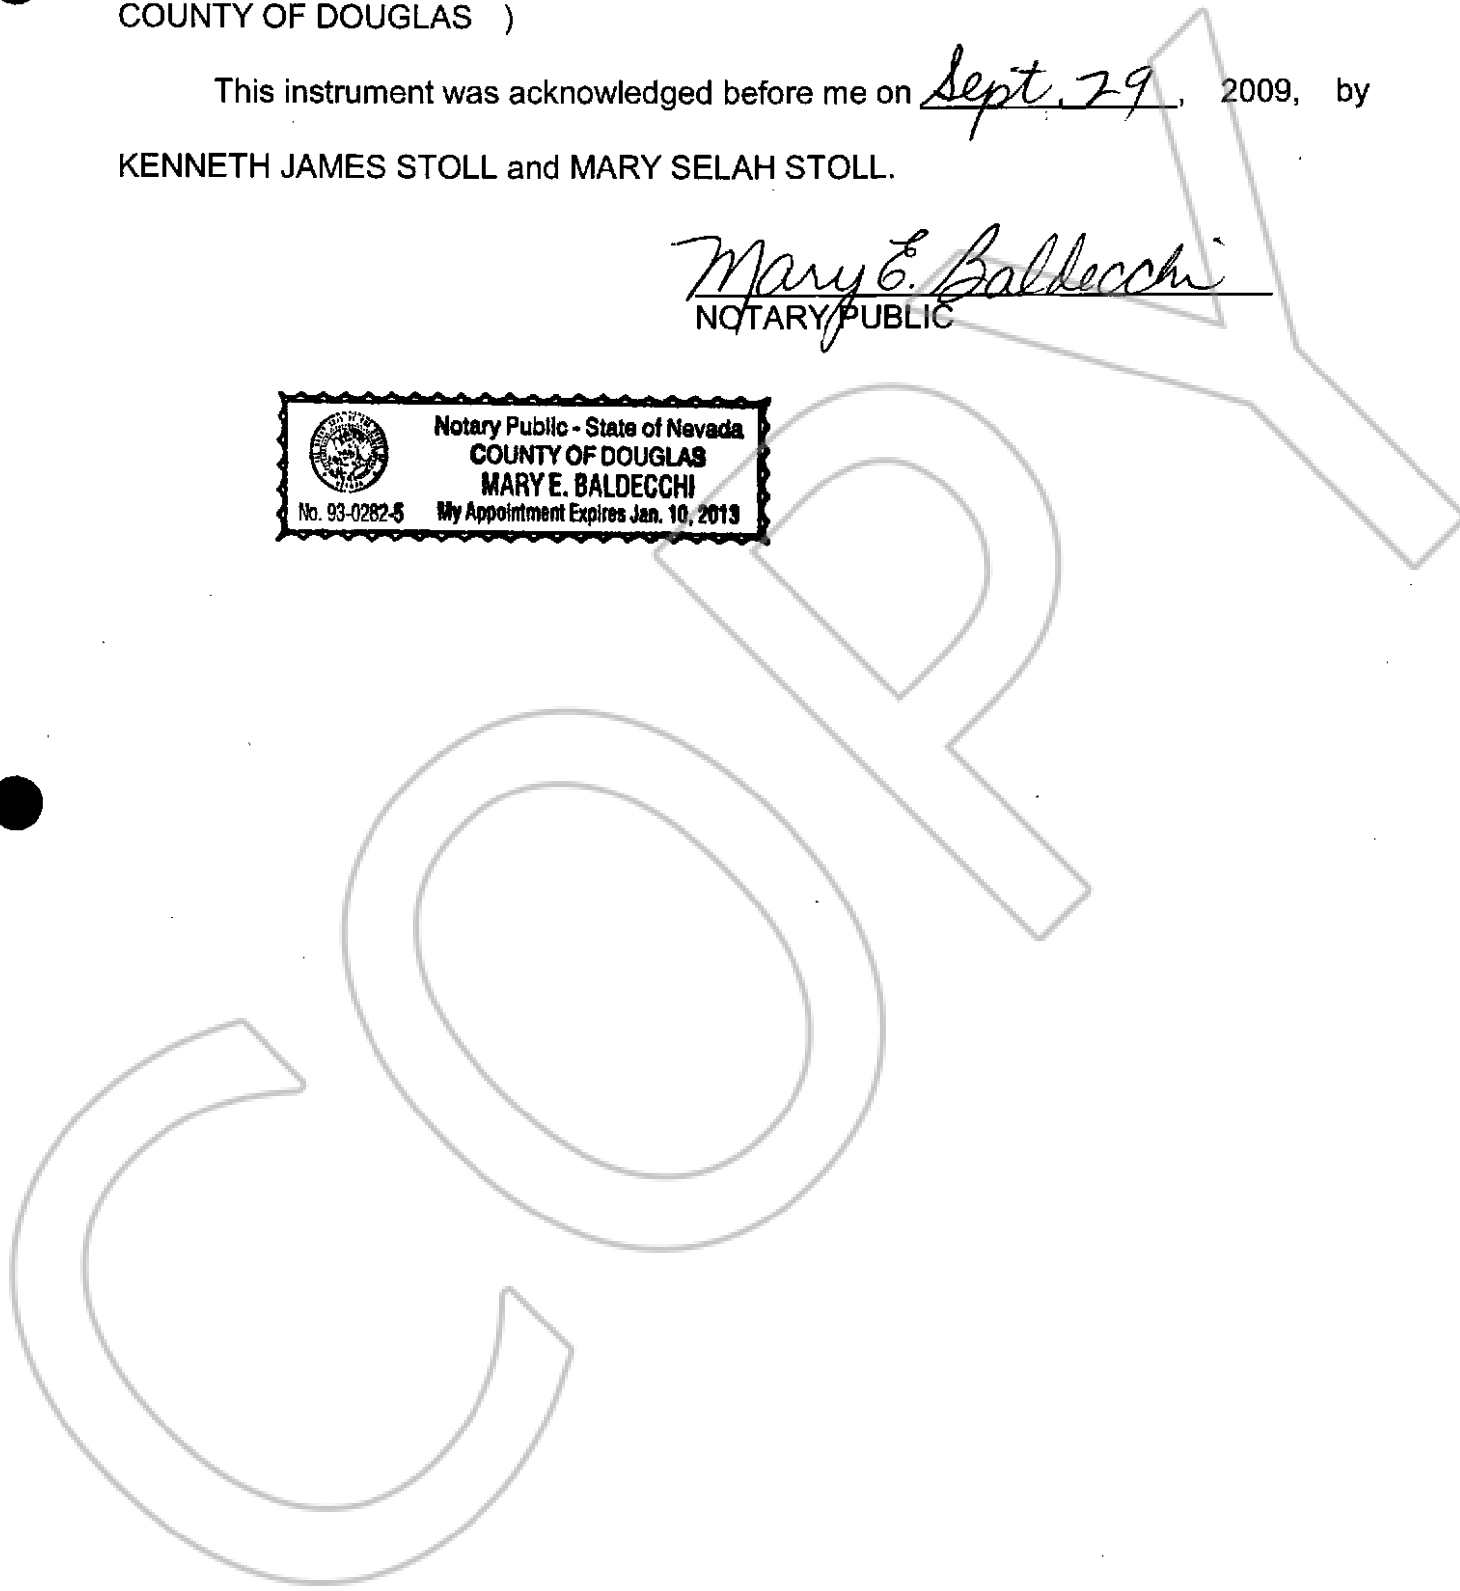 COUNTY OF DOUGLAS )
This instrument was acknowledged before me on Sept. 29, 2009, by
KENNETH JAMES STOLL and MARY SELAH STOLL.
Mary E. Baldecchi
NOTARY PUBLIC
Notary Public - State of Nevada
COUNTY OF DOUGLAS
MARY E. BALDECCHI
No. 93-0282-5 My Appointment Expires Jan. 10, 2013
COPY